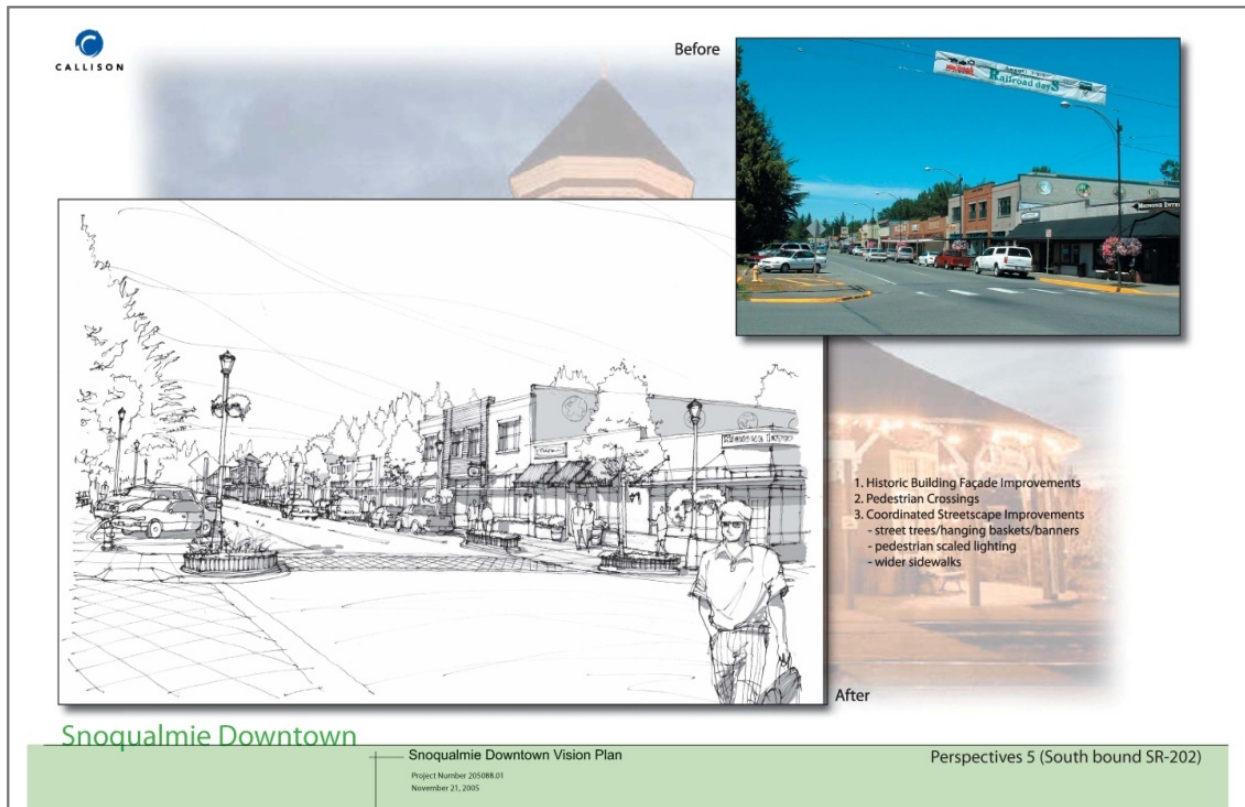 CALLISON
Before
Railroad days
1. Historic Building Façade Improvements
2. Pedestrian Crossings
3. Coordinated Streetscape Improvements
- street trees/hanging baskets/banners
- pedestrian scaled lighting
- wider sidewalks
After
Snoqualmie Downtown
Snoqualmie Downtown Vision Plan
Project Number 205088.01
November 21, 2005
Perspectives 5 (South bound SR-202)